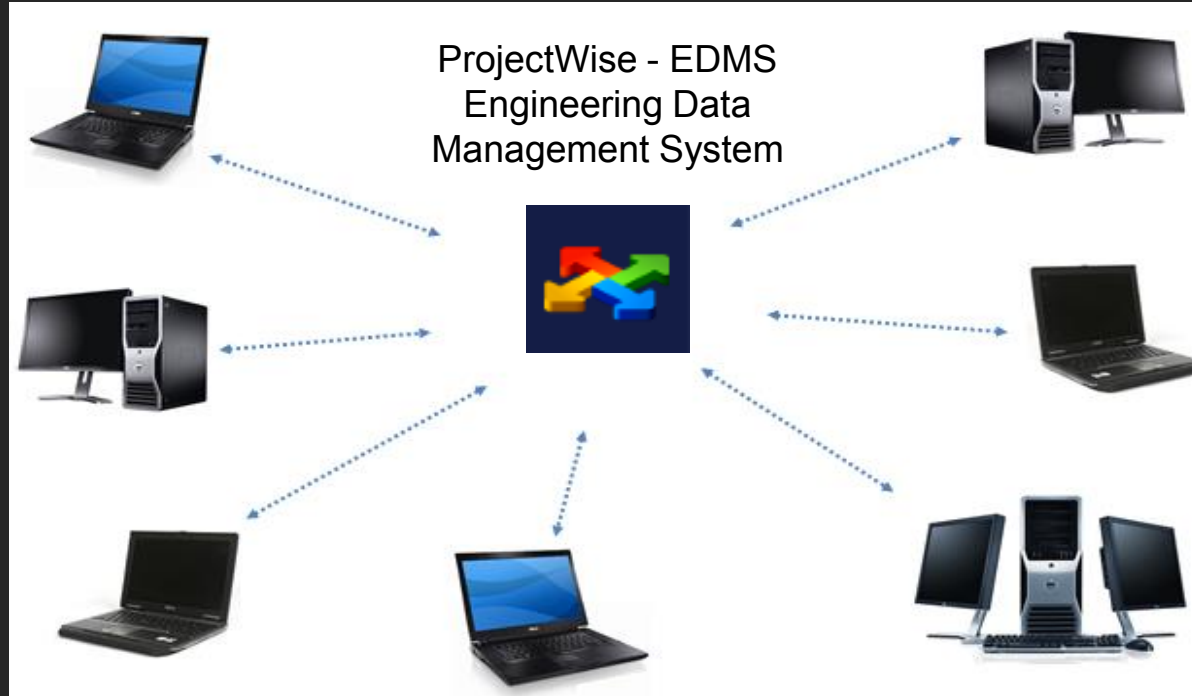 ProjectWise - EDMS
Engineering Data
Management System